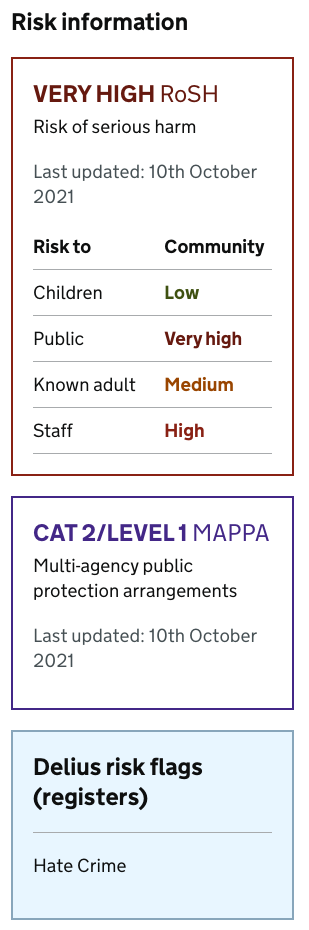 Risk information
VERY HIGH RoSH
Risk of serious harm
Last updated: 10th October
2021
Risk to Community
Children Low
Public Very high
Known adult Medium
Staff High
CAT 2/LEVEL 1 MAPPA
Multi-agency public
protection arrangements
Last updated: 10th October
2021
Delius risk flags
(registers)
Hate Crime